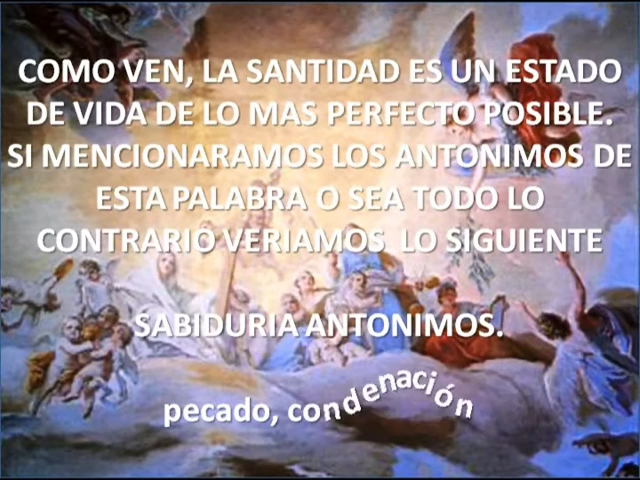 COMO VEN, LA SANTIDAD ES UN ESTADO
DE VIDA DE LO MAS PERFECTO POSIBLE.
SI MENCIONARAMOS LOS ANTONIMOS DE
ESTA PALABRA O SEA TODO LO
CONTRARIO VERIAMOS LO SIGUIENTE
SABIDURIA ANTONIMOS.
pecado, condenación